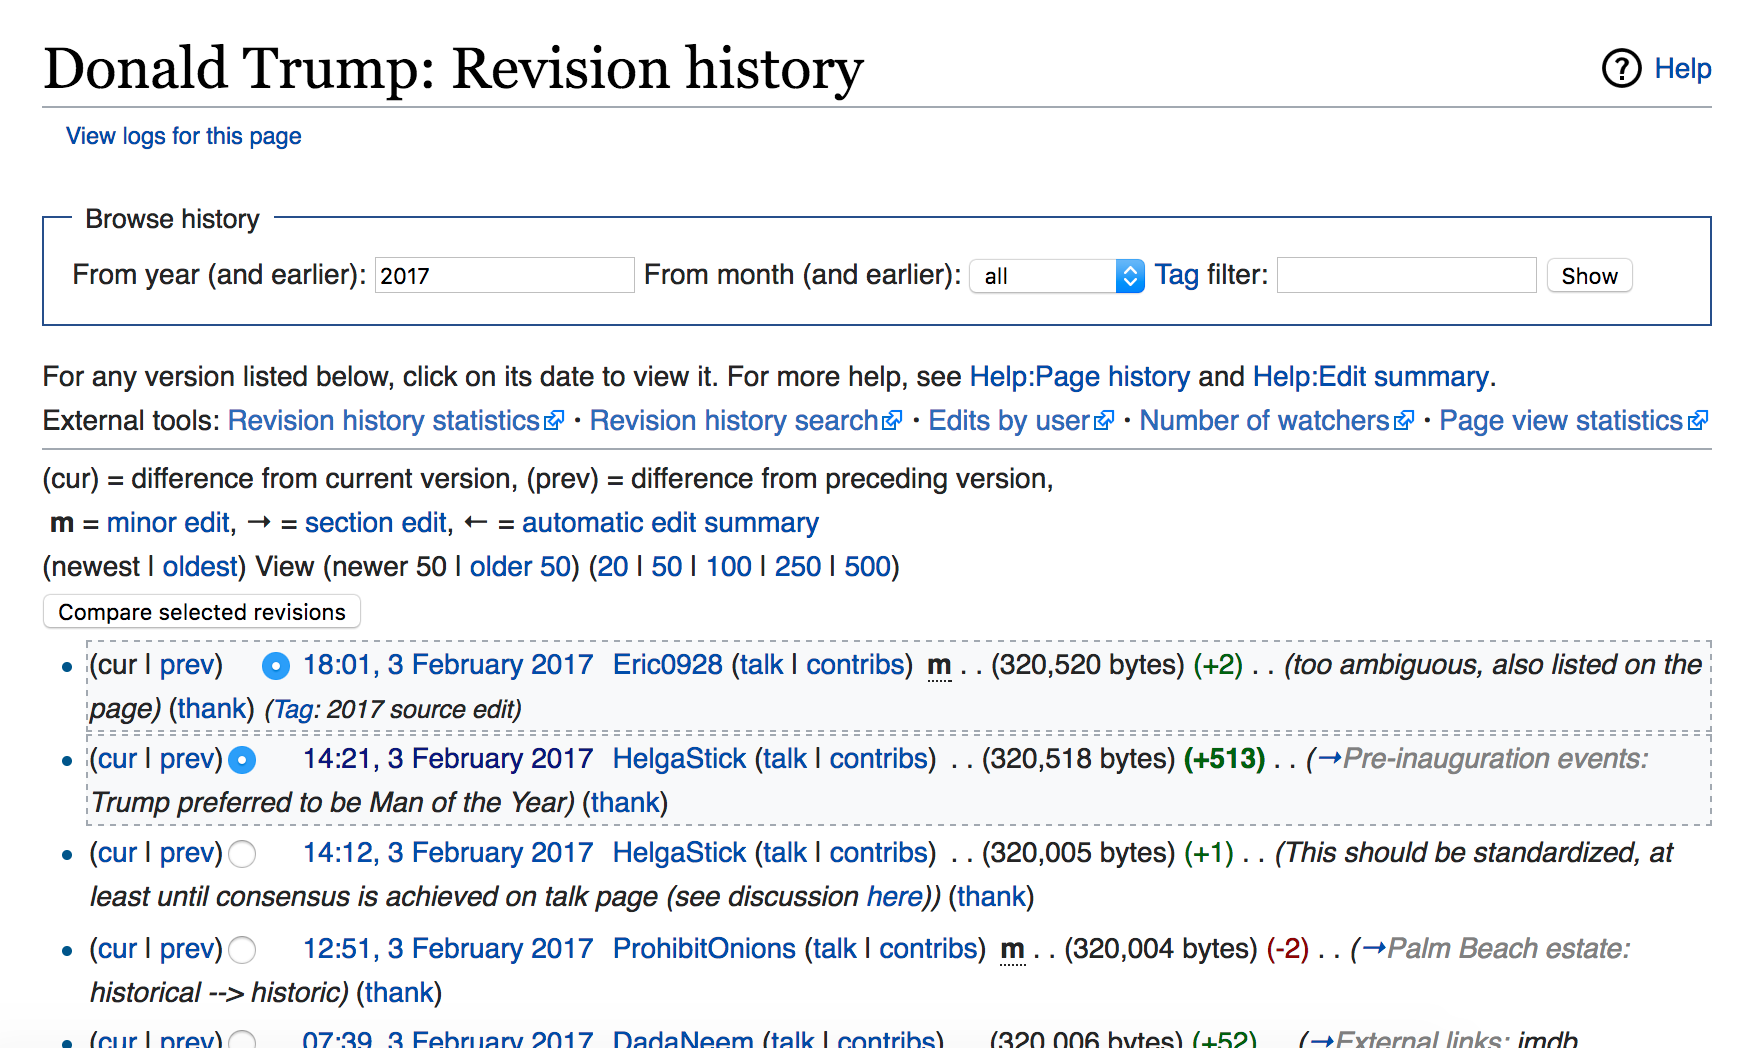 Donald Trump: Revision history
? Help
View logs for this page
Browse history
From year (and earlier): 2017 From month (and earlier): all Tag filter: Show
For any version listed below, click on its date to view it. For more help, see Help:Page history and Help:Edit summary.
External tools: Revision history statistics · Revision history search · Edits by user · Number of watchers · Page view statistics
(cur) = difference from current version, (prev) = difference from preceding version,
m = minor edit, → = section edit, ← = automatic edit summary
(newest | oldest) View (newer 50 | older 50) (20 | 50 | 100 | 250 | 500)
Compare selected revisions
• (cur | prev) 18:01, 3 February 2017 Eric0928 (talk | contribs) m . . (320,520 bytes) (+2) . . (too ambiguous, also listed on the
page) (thank) (Tag: 2017 source edit)
• (cur | prev) 14:21, 3 February 2017 HelgaStick (talk | contribs) . . (320,518 bytes) (+513) . . (→Pre-inauguration events:
Trump preferred to be Man of the Year) (thank)
• (cur | prev) 14:12, 3 February 2017 HelgaStick (talk | contribs) . . (320,005 bytes) (+1) . . (This should be standardized, at
least until consensus is achieved on talk page (see discussion here)) (thank)
• (cur | prev) 12:51, 3 February 2017 ProhibitOnions (talk | contribs) m . . (320,004 bytes) (-2) . . (→Palm Beach estate:
historical --> historic) (thank)
• (cur | prev) 07:39, 3 February 2017 DadaNeem (talk | contribs) . . (320,006 bytes) (+52) . . (→External links: imdb